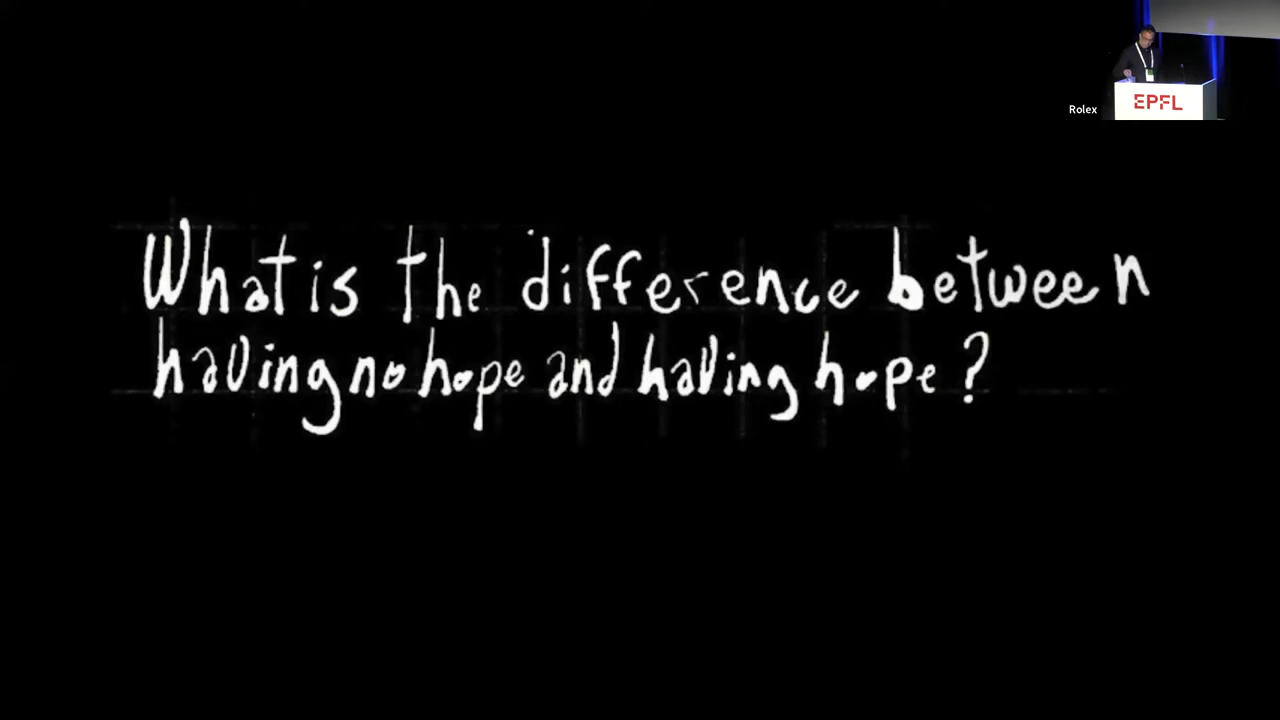 Rolex
EPFL
What is the difference between
having no hope and having hope?